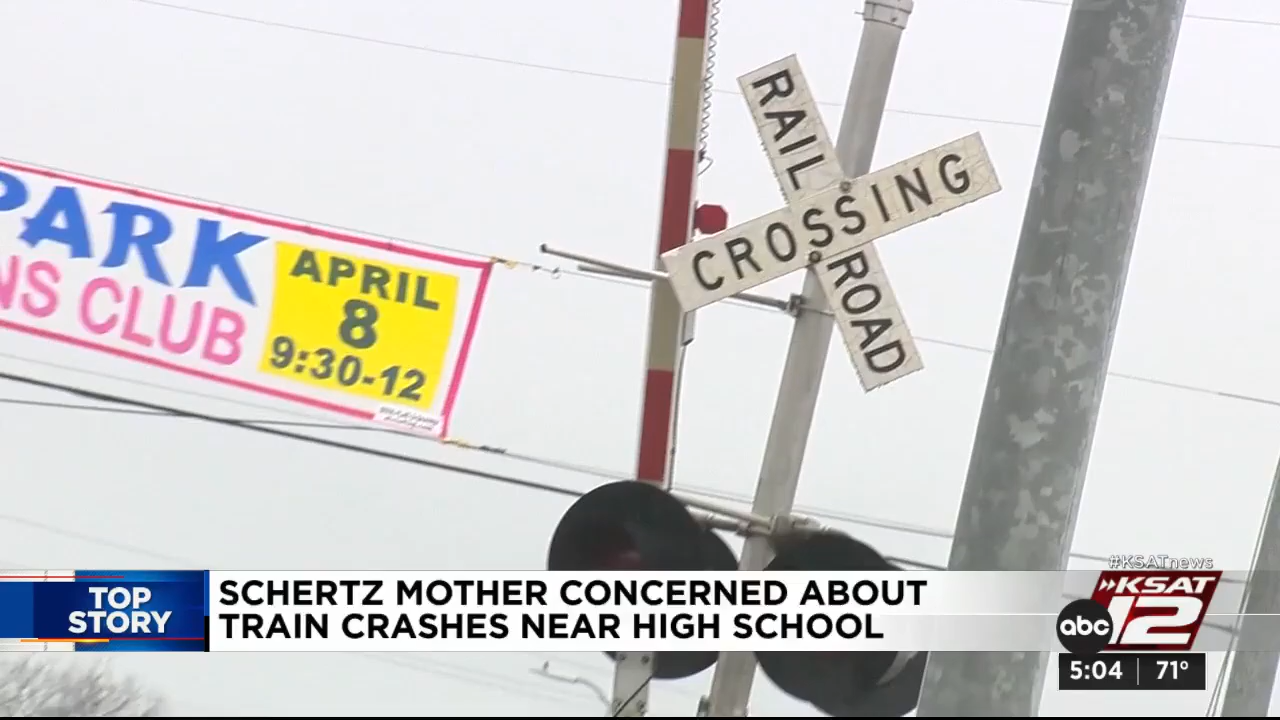 RAIL
CROSSING
ROAD
PARK
NS CLUB
APRIL
8
9:30-12
#KSATnews
TOP
STORY
SCHERTZ MOTHER CONCERNED ABOUT
TRAIN CRASHES NEAR HIGH SCHOOL
KSAT
abc 12
5:04 71°